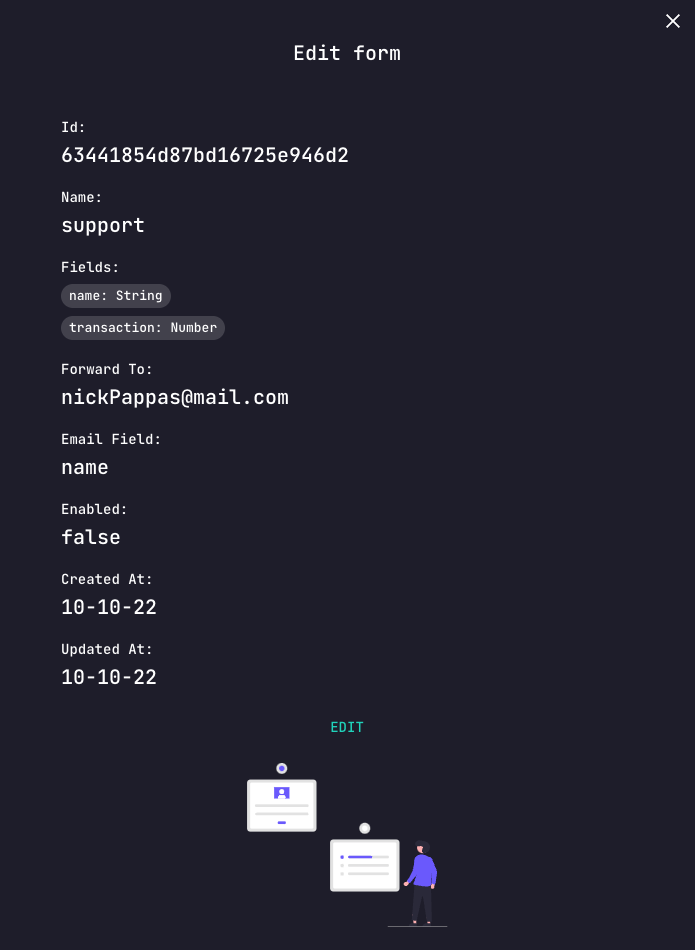 Edit form
Id:
63441854d87bd16725e946d2
Name:
support
Fields:
name: String
transaction: Number
Forward To:
nickPappas@mail.com
Email Field:
name
Enabled:
false
Created At:
10-10-22
Updated At:
10-10-22
EDIT